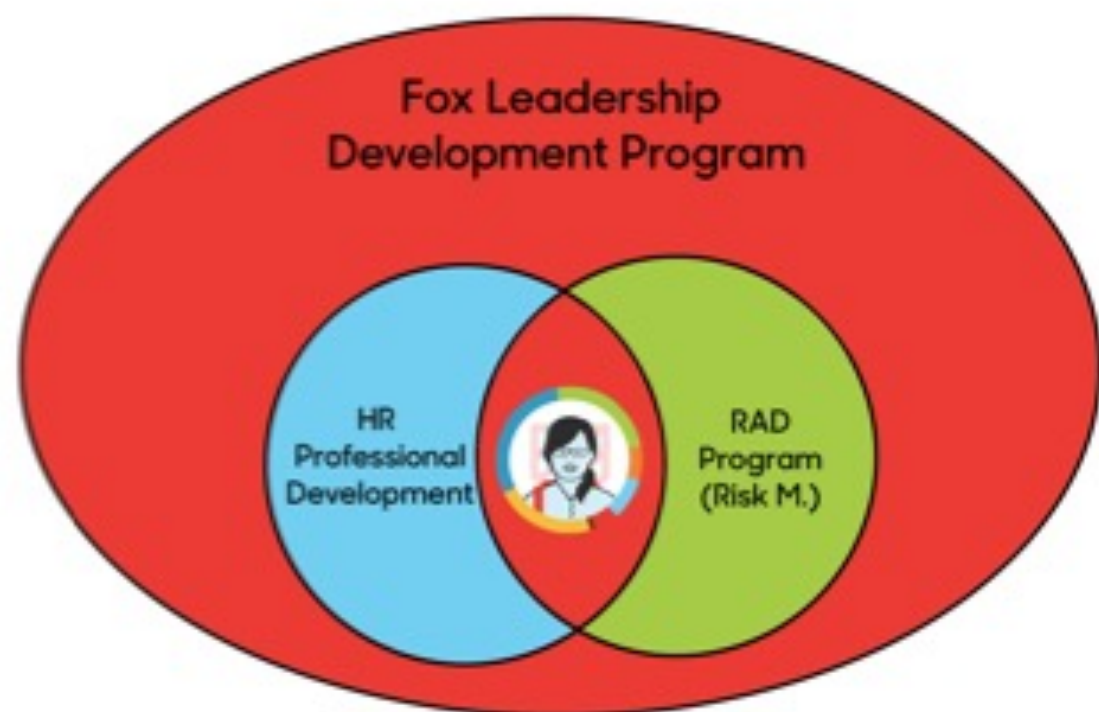 Fox Leadership
Development Program
HR
Professional
Development
RAD
Program
(Risk M.)